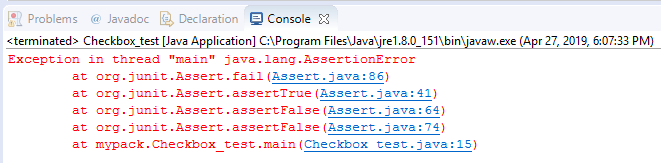 Problems @ Javadoc Declaration Console
<terminated> Checkbox_test [Java Application] C:\Program Files\Java\jre1.8.0_151\bin\javaw.exe (Apr 27, 2019, 6:07:33 PM)
Exception in thread "main" java.lang.AssertionError
at org.junit.Assert.fail(Assert.java:86)
at org.junit.Assert.assertTrue(Assert.java:41)
at org.junit.Assert.assertFalse(Assert.java:64)
at org.junit.Assert.assertFalse(Assert.java:74)
at mypack.Checkbox_test.main(Checkbox_test.java:15)